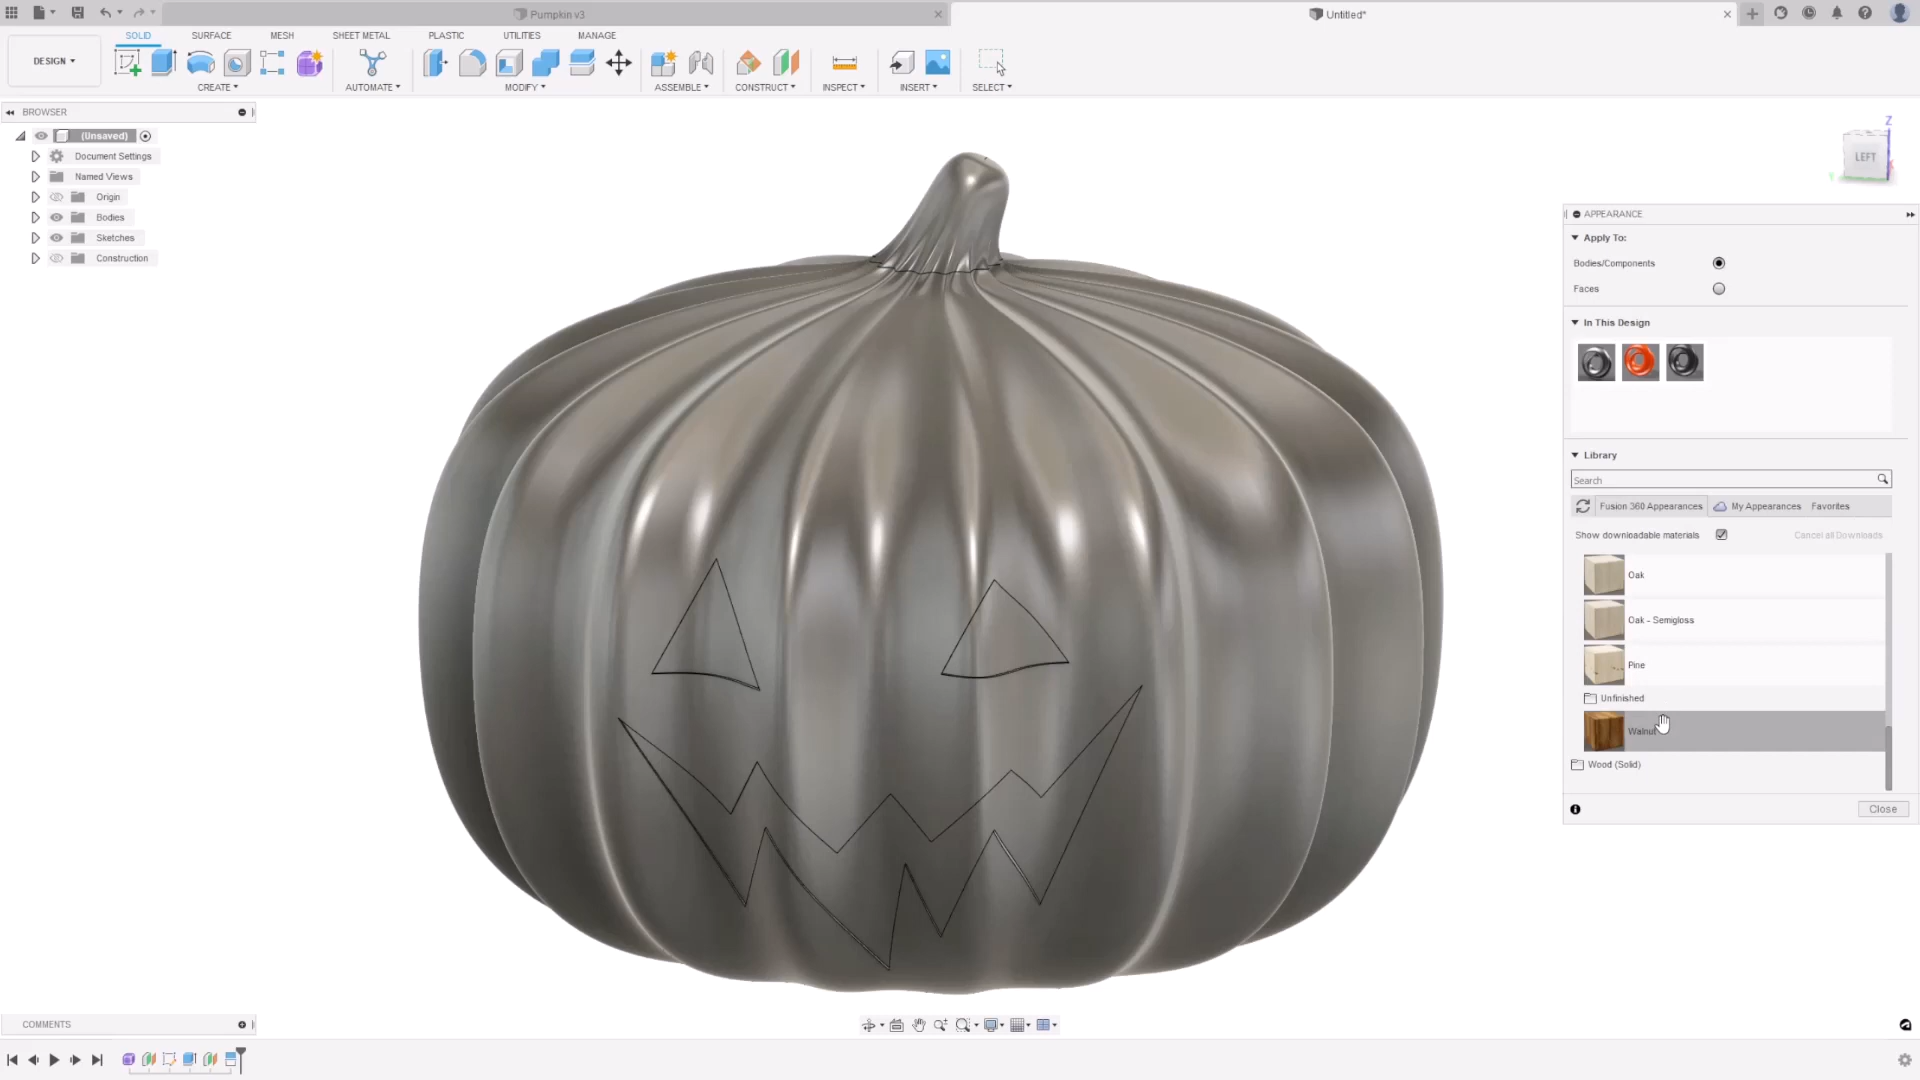 Pumpkin v3
Untitled*
DESIGN
SOLID
SURFACE
MESH
SHEET METAL
PLASTIC
UTILITIES
MANAGE
CREATE
AUTOMATE
MODIFY
ASSEMBLE
CONSTRUCT
INSPECT
INSERT
SELECT
BROWSER
(Unsaved)
Document Settings
Named Views
Origin
Bodies
Sketches
Construction
Z
LEFT
Y
APPEARANCE
Apply To:
Bodies/Components
Faces
In This Design
Library
Search
Fusion 360 Appearances
My Appearances
Favorites
Show downloadable materials
Cancel all Downloads
Oak
Oak - Semigloss
Pine
Unfinished
Walnut
Wood (Solid)
Close
COMMENTS